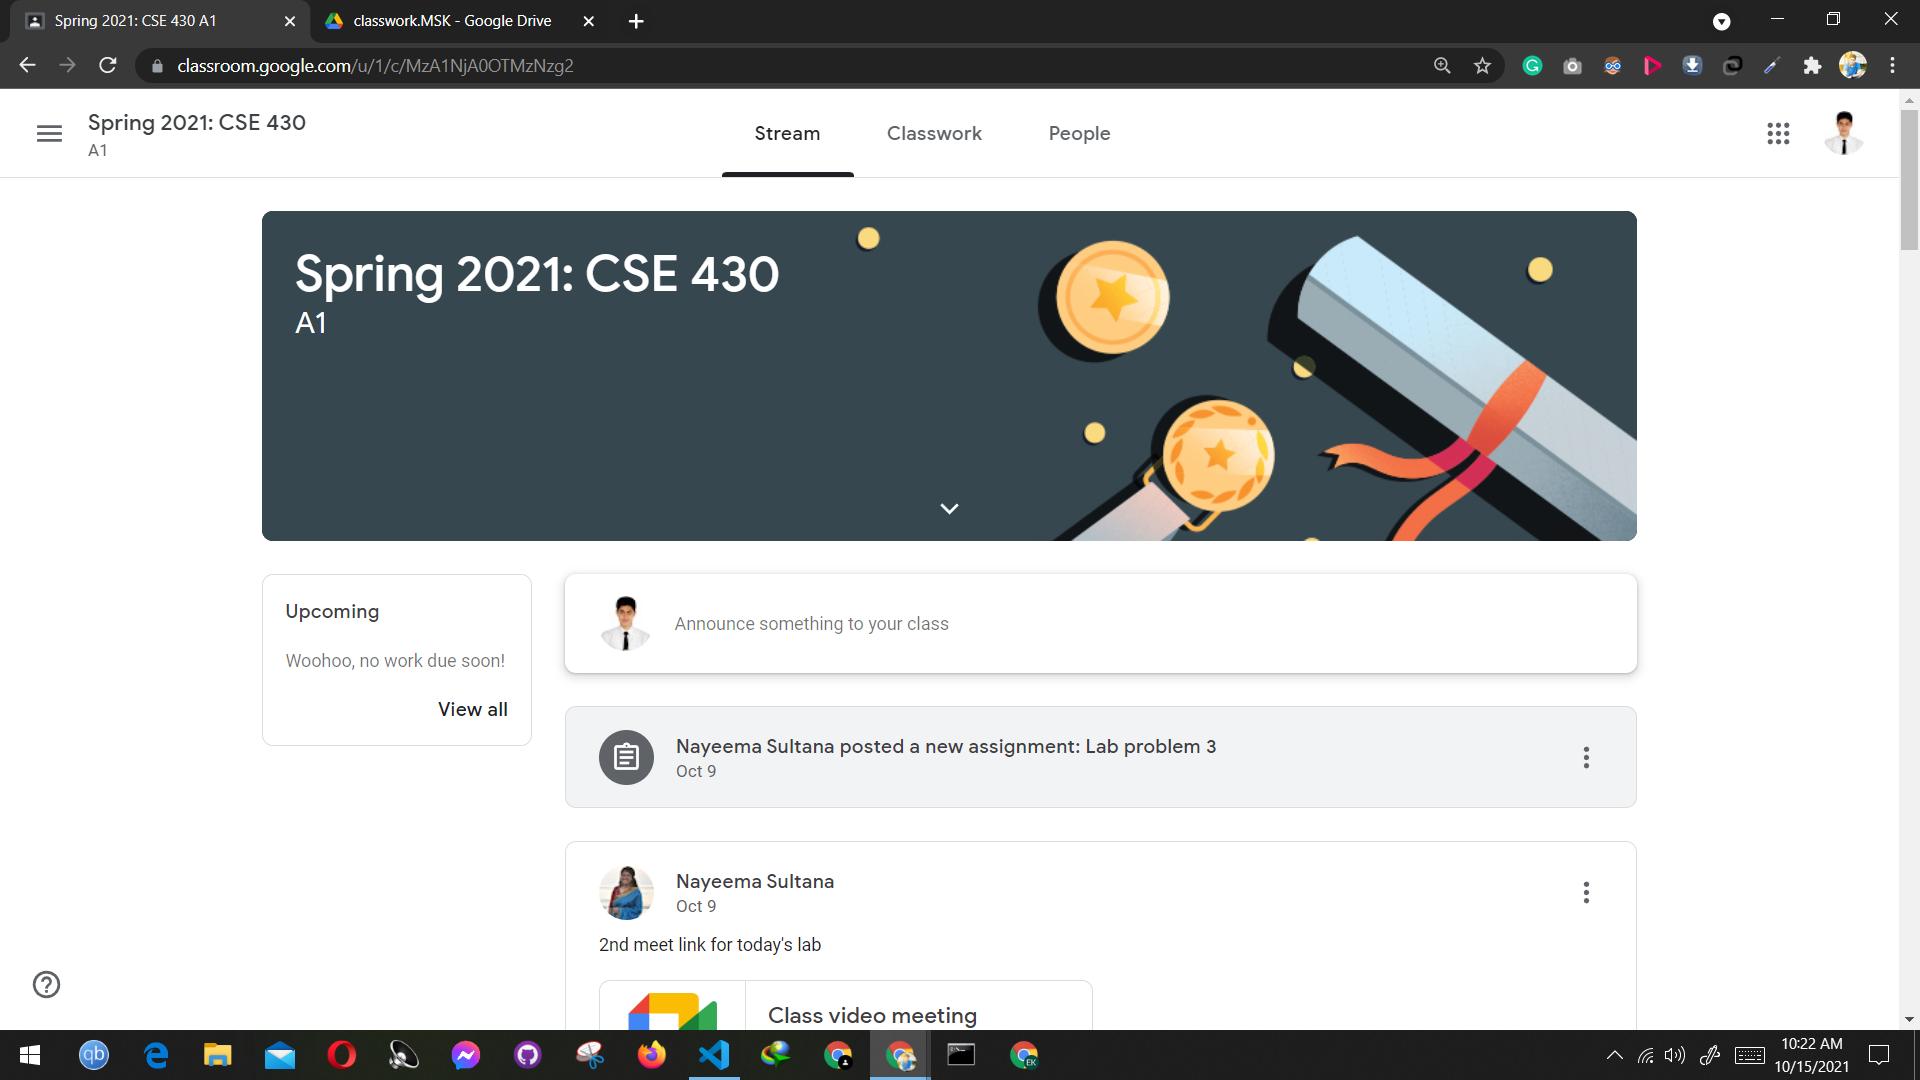 Spring 2021: CSE 430 A1
classwork.MSK - Google Drive
classroom.google.com/u/1/c/MzA1NjA0OTMzNzg2
Spring 2021: CSE 430
A1
Stream
Classwork
People
Spring 2021: CSE 430
A1
Upcoming
Woohoo, no work due soon!
View all
Announce something to your class
Nayeema Sultana posted a new assignment: Lab problem 3
Oct 9
Nayeema Sultana
Oct 9
2nd meet link for today's lab
Class video meeting
qb
EK
10:22 AM
10/15/2021